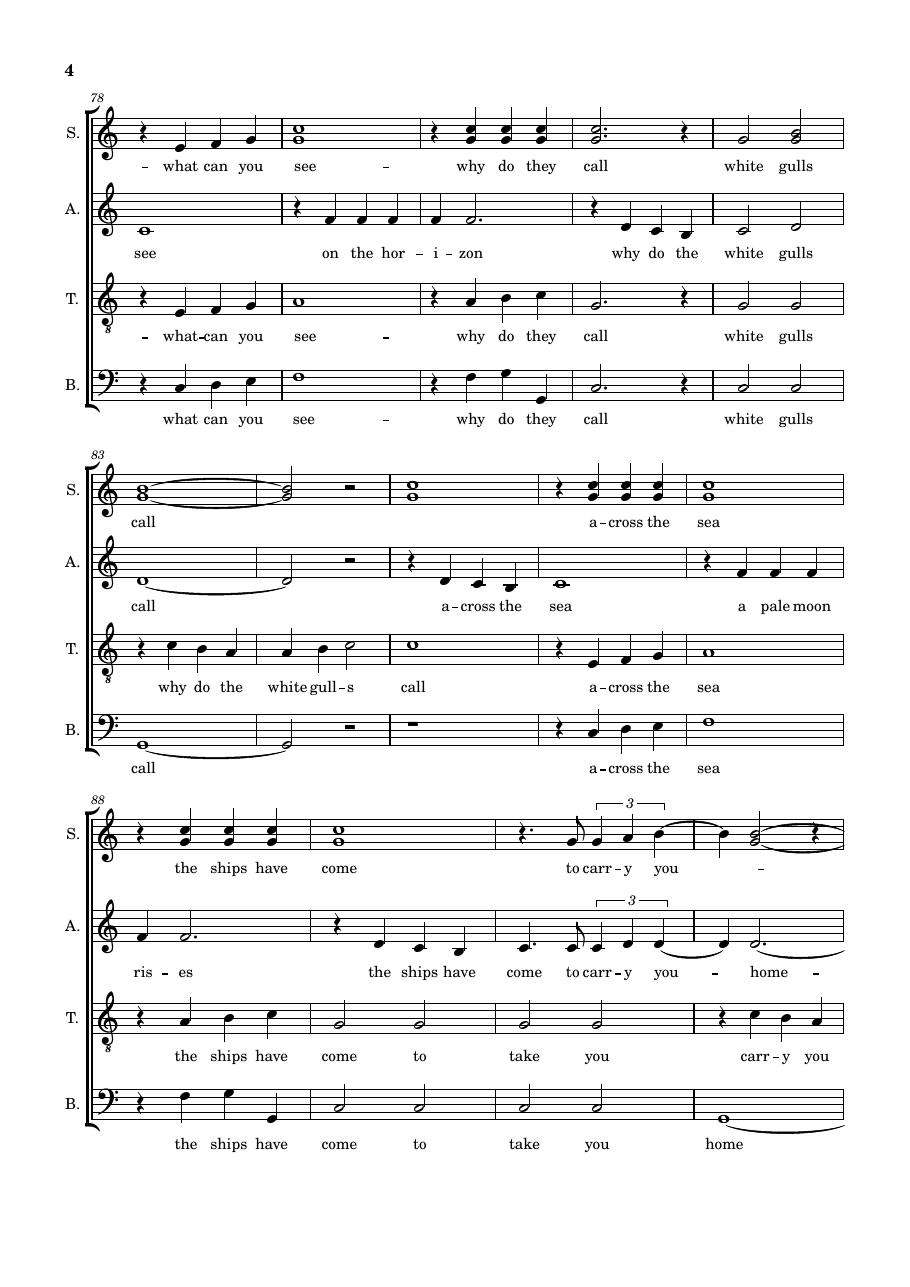 4
78
S.
– what can you see – why do they call white gulls
A.
see on the hor – i – zon why do the white gulls
T.
8
– what–can you see – why do they call white gulls
B.
what can you see – why do they call white gulls
83
S.
call a – cross the sea
A.
call a – cross the sea a pale moon
T.
8
why do the white gull – s call a – cross the sea
B.
call a – cross the sea
88
3
S.
the ships have come to carr – y you –
3
A.
ris – es the ships have come to carr – y you – home –
T.
8
the ships have come to take you carr – y you
B.
the ships have come to take you home